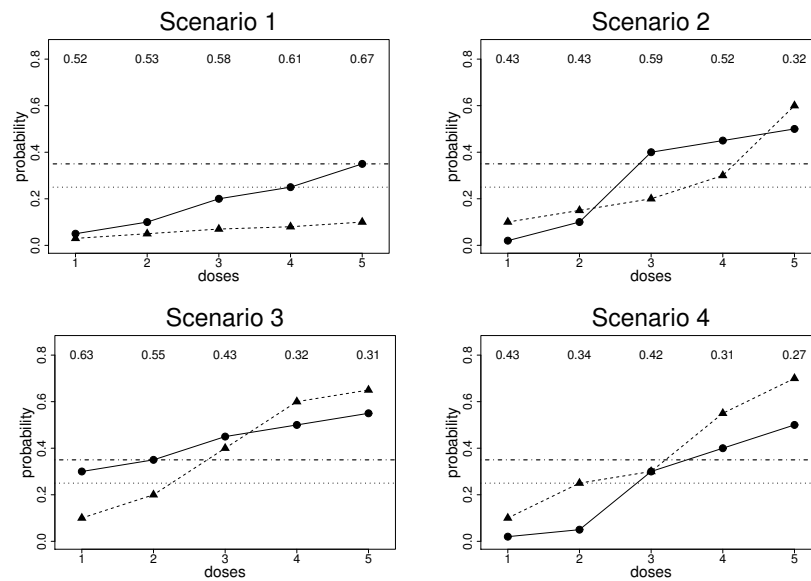 Scenario 1
0.52 0.53 0.58 0.61 0.67
probability
0.0 0.2 0.4 0.6 0.8
1 2 3 4 5
doses
Scenario 2
0.43 0.43 0.59 0.52 0.32
probability
0.0 0.2 0.4 0.6 0.8
1 2 3 4 5
doses
Scenario 3
0.63 0.55 0.43 0.32 0.31
probability
0.0 0.2 0.4 0.6 0.8
1 2 3 4 5
doses
Scenario 4
0.43 0.34 0.42 0.31 0.27
probability
0.0 0.2 0.4 0.6 0.8
1 2 3 4 5
doses